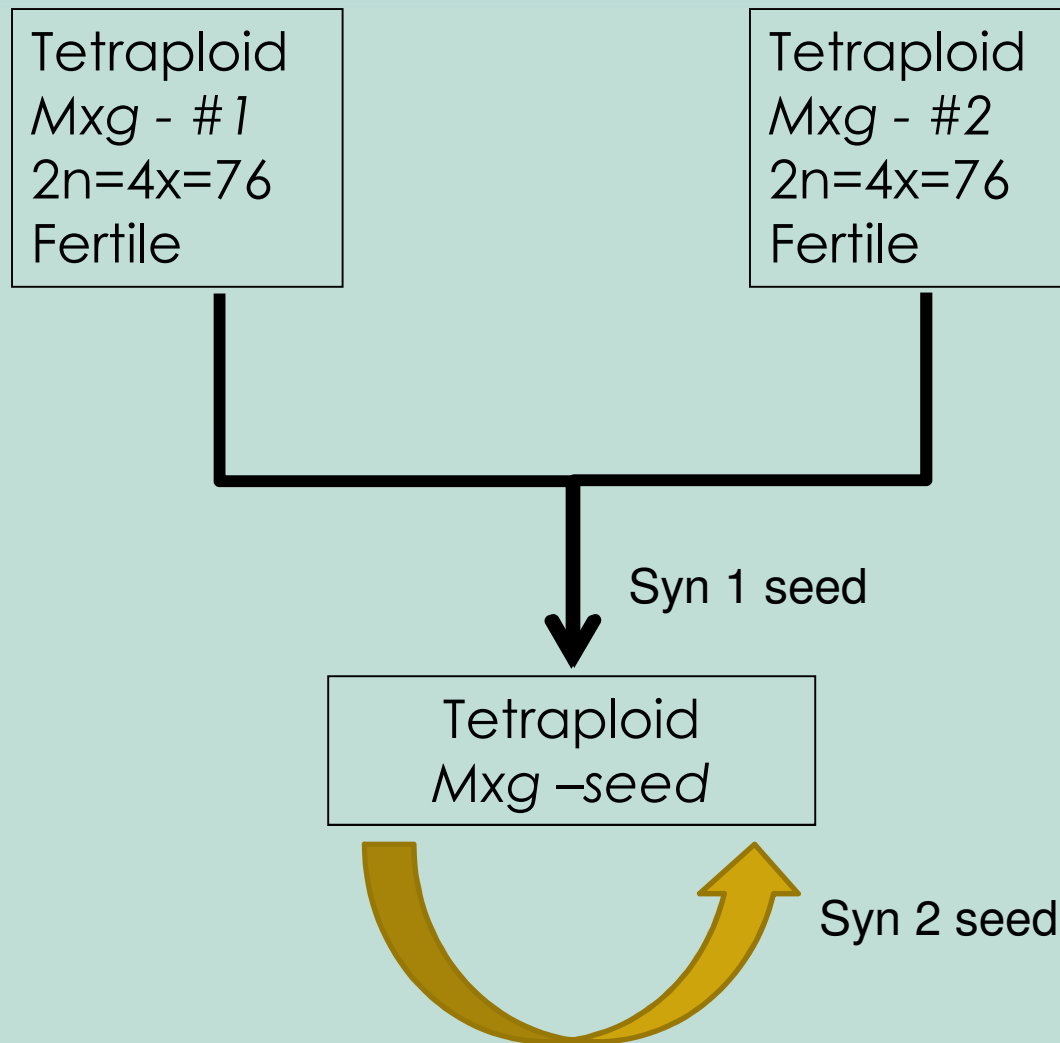 Tetraploid
Mxg - #1
2n=4x=76
Fertile
Tetraploid
Mxg - #2
2n=4x=76
Fertile
Syn 1 seed
Tetraploid
Mxg –seed
Syn 2 seed